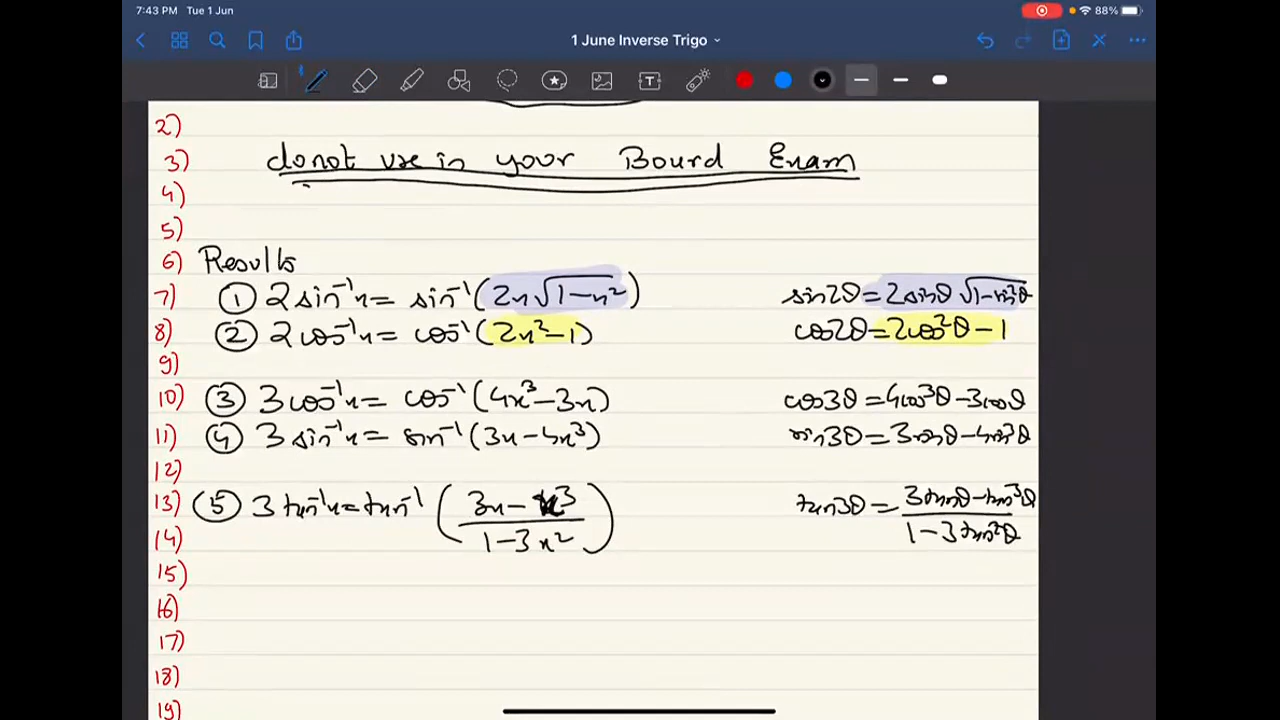 7:43 PM Tue 1 Jun 88%
1 June Inverse Trigo
2)
3) do not use in your Board Exam
4)
5)
6) Results
7) ① 2sin⁻¹x = sin⁻¹(2x√(1-x²)) sin2θ = 2sinθ √(1-sin²θ)
8) ② 2cos⁻¹x = cos⁻¹(2x²-1) cos2θ = 2cos²θ-1
9)
10) ③ 3cos⁻¹x = cos⁻¹(4x³-3x) cos3θ = 4cos³θ-3cosθ
11) ④ 3sin⁻¹x = sin⁻¹(3x-4x³) sin3θ = 3sinθ-4sin³θ
12)
13) ⑤ 3tan⁻¹x = tan⁻¹((3x-x³)/(1-3x²)) tan3θ = (3tanθ-tan³θ)/(1-3tan²θ)
14)
15)
16)
17)
18)
19)